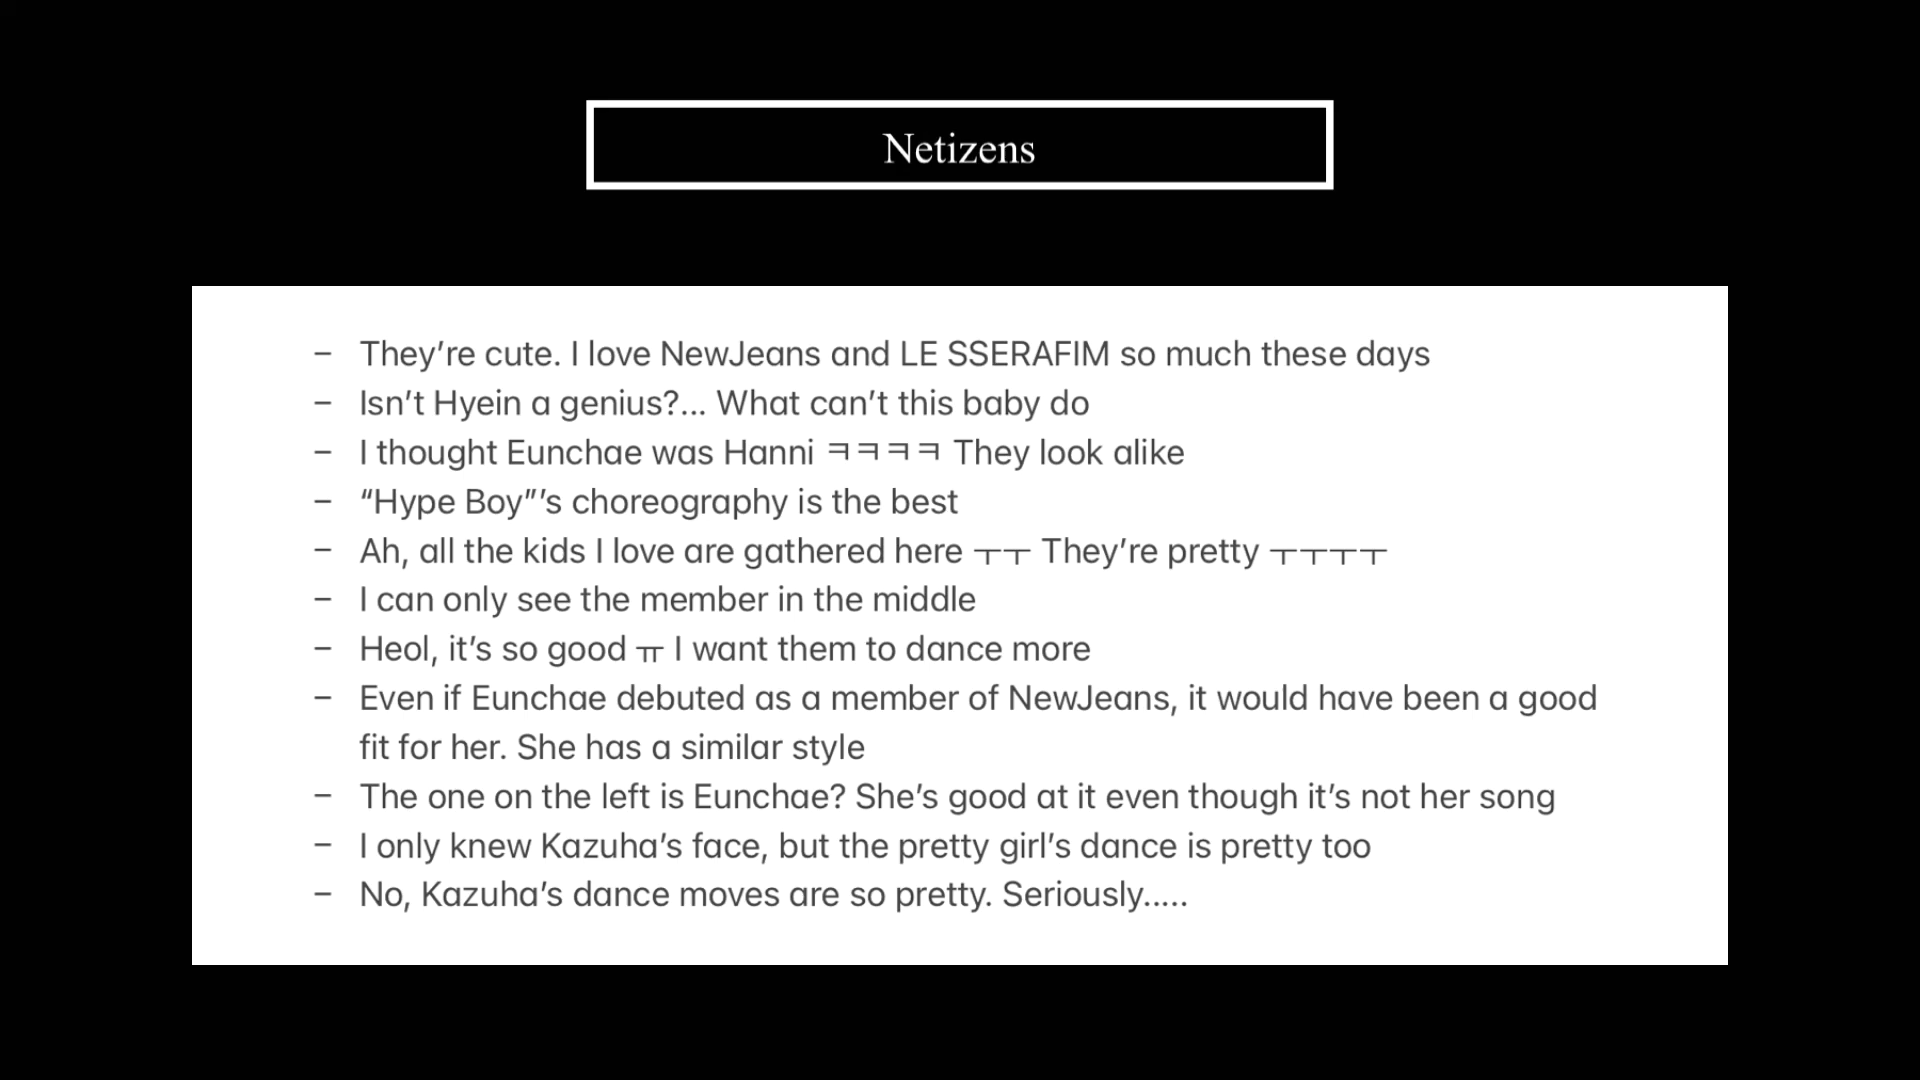 Netizens
– They’re cute. I love NewJeans and LE SSERAFIM so much these days
– Isn’t Hyein a genius?... What can’t this baby do
– I thought Eunchae was Hanni ㅋㅋㅋㅋ They look alike
– “Hype Boy”’s choreography is the best
– Ah, all the kids I love are gathered here ㅜㅜ They’re pretty ㅜㅜㅜㅜ
– I can only see the member in the middle
– Heol, it’s so good ㅠ I want them to dance more
– Even if Eunchae debuted as a member of NewJeans, it would have been a good
fit for her. She has a similar style
– The one on the left is Eunchae? She’s good at it even though it’s not her song
– I only knew Kazuha’s face, but the pretty girl’s dance is pretty too
– No, Kazuha’s dance moves are so pretty. Seriously.....